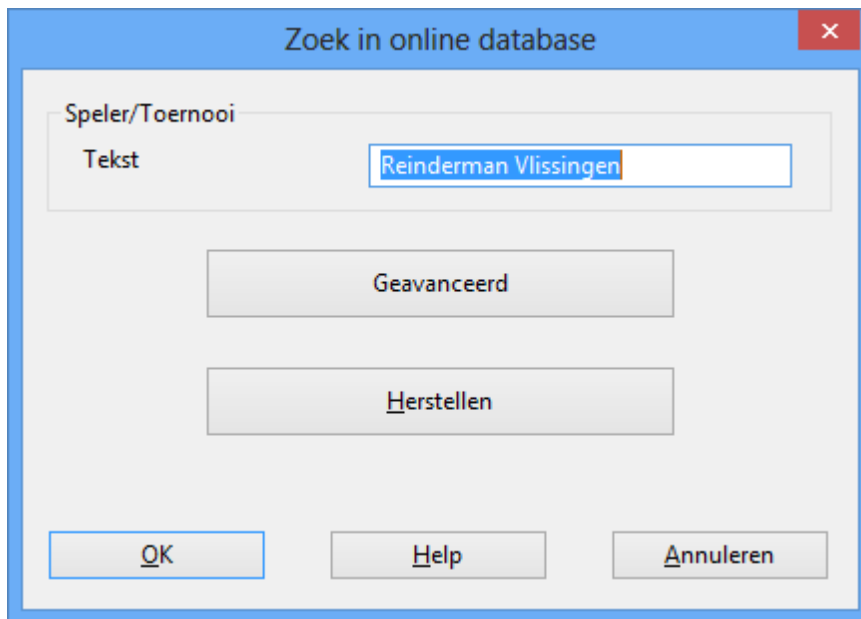 Zoek in online database
Speler/Toernooi
Tekst Reinderman Vlissingen
Geavanceerd
Herstellen
OK Help Annuleren